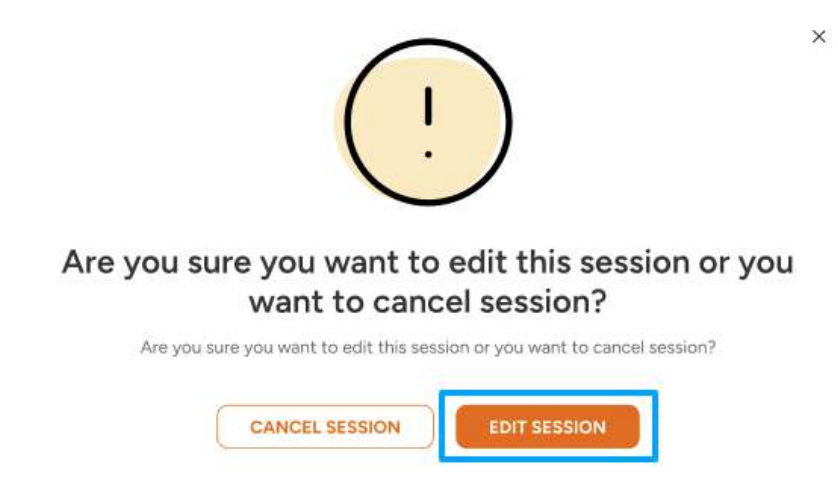 Are you sure you want to edit this session or you
want to cancel session?
Are you sure you want to edit this session or you want to cancel session?
CANCEL SESSION
EDIT SESSION